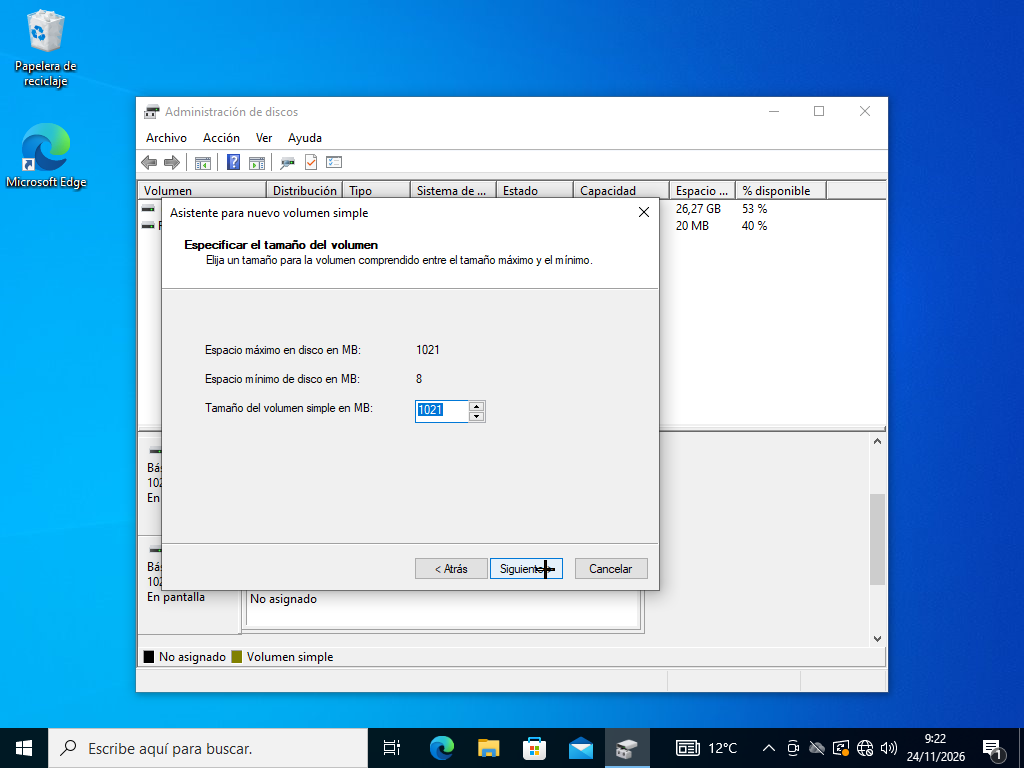 Papelera de
reciclaje
Microsoft Edge
Administración de discos
Archivo Acción Ver Ayuda
Volumen Distribución Tipo Sistema de ... Estado Capacidad Espacio ... % disponible
26,27 GB 53 %
20 MB 40 %
Asistente para nuevo volumen simple
Especificar el tamaño del volumen
Elija un tamaño para la volumen comprendido entre el tamaño máximo y el mínimo.
Espacio máximo en disco en MB: 1021
Espacio mínimo de disco en MB: 8
Tamaño del volumen simple en MB: 1021
< Atrás Siguiente > Cancelar
En pantalla
No asignado
No asignado Volumen simple
Escribe aquí para buscar.
12°C
9:22
24/11/2026
1